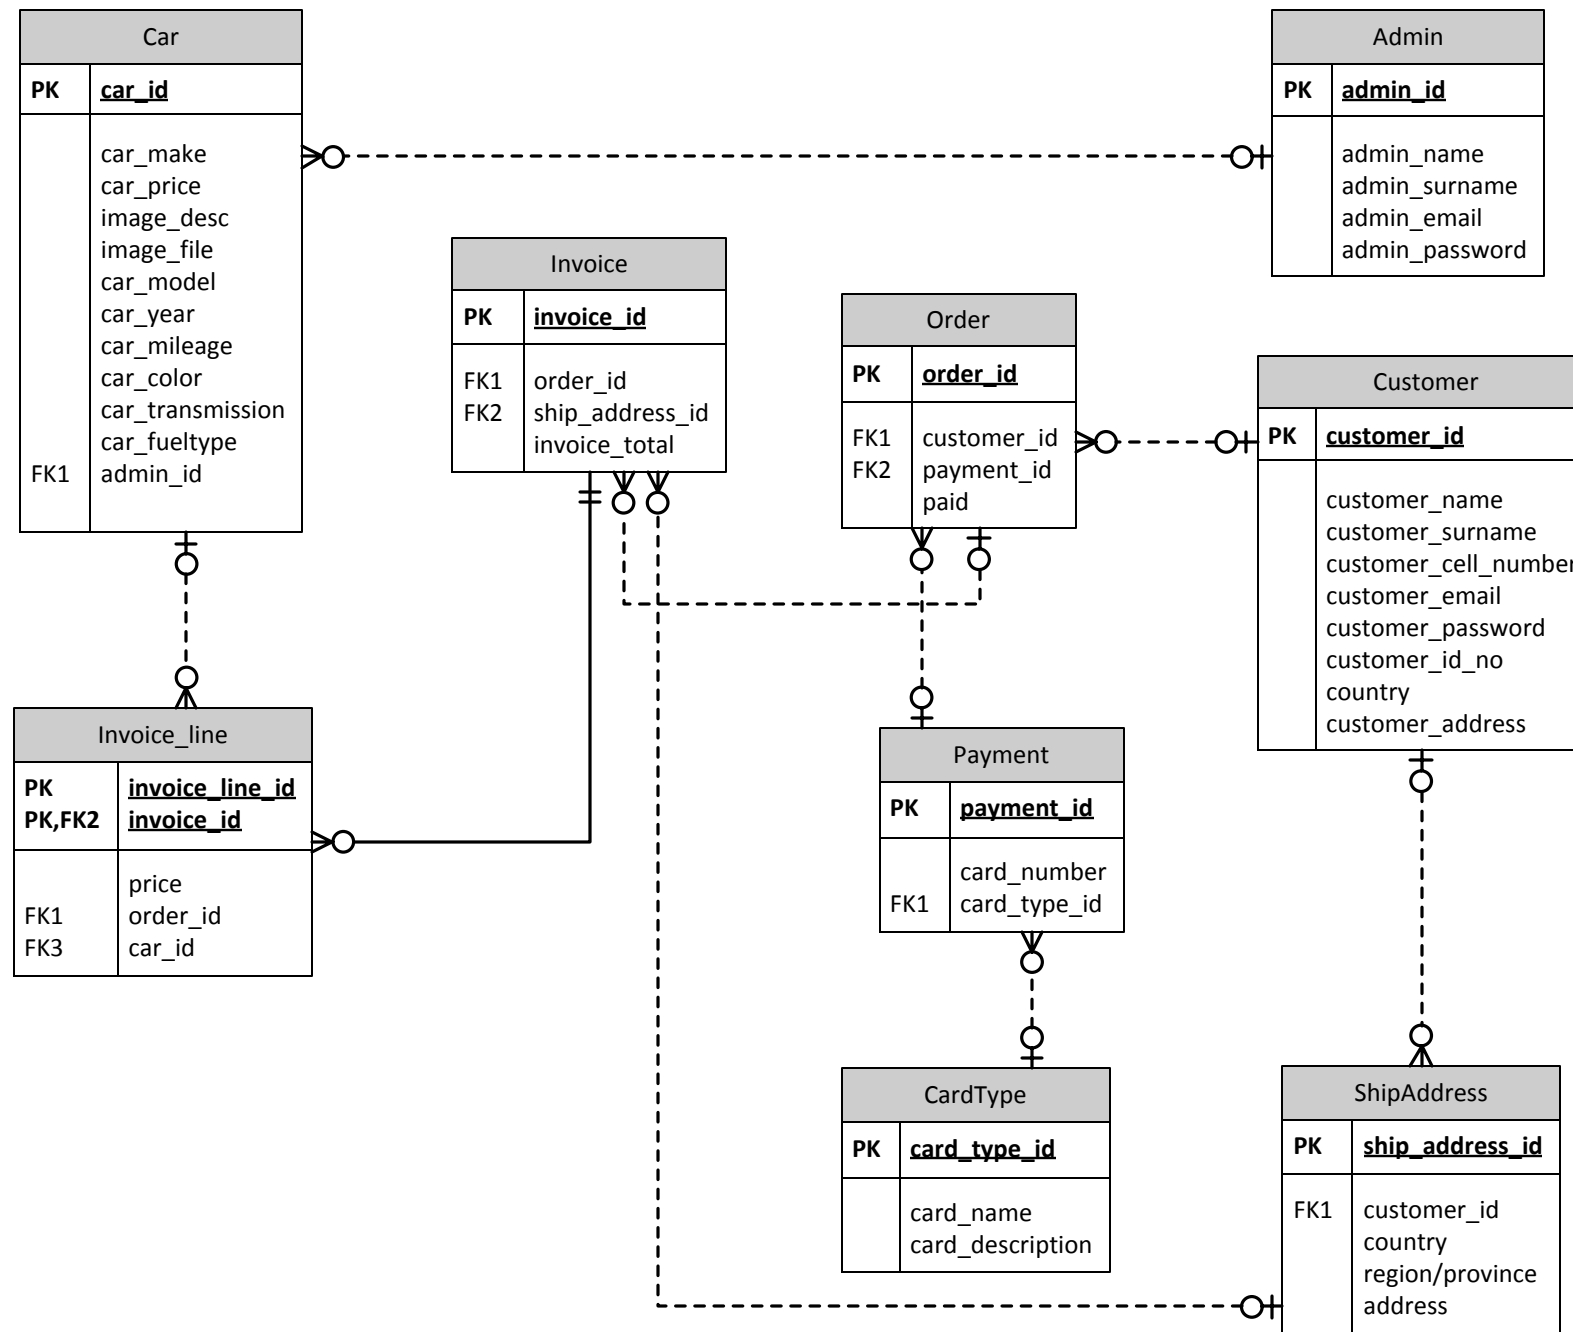 Car
PK car_id
car_make
car_price
image_desc
image_file
car_model
car_year
car_mileage
car_color
car_transmission
car_fueltype
FK1 admin_id
Admin
PK admin_id
admin_name
admin_surname
admin_email
admin_password
Invoice
PK invoice_id
FK1 order_id
FK2 ship_address_id
invoice_total
Order
PK order_id
FK1 customer_id
FK2 payment_id
paid
Customer
PK customer_id
customer_name
customer_surname
customer_cell_number
customer_email
customer_password
customer_id_no
country
customer_address
Invoice_line
PK invoice_line_id
PK,FK2 invoice_id
price
FK1 order_id
FK3 car_id
Payment
PK payment_id
card_number
FK1 card_type_id
CardType
PK card_type_id
card_name
card_description
ShipAddress
PK ship_address_id
FK1 customer_id
country
region/province
address